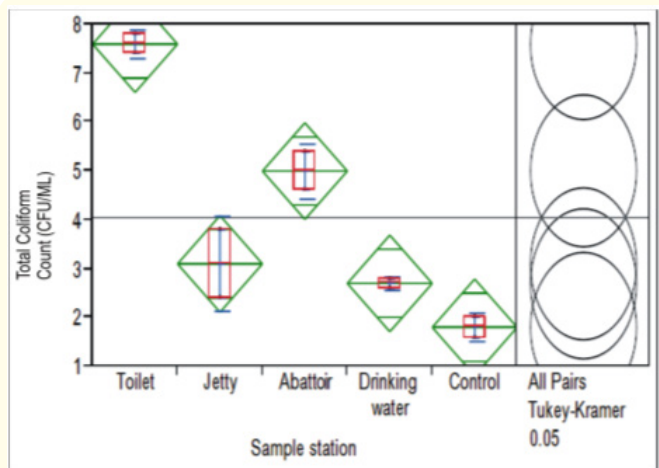 8
7
6
5
4
3
2
1
Total Coliform
Count (CFU/ML)
Toilet
Jetty
Abattoir
Drinking
water
Control
All Pairs
Tukey-Kramer
0.05
Sample station